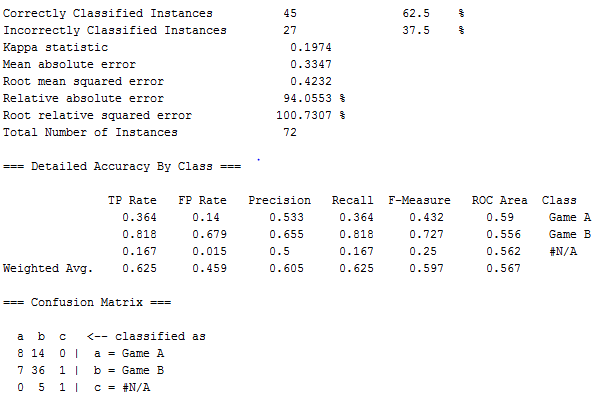 Correctly Classified Instances 45 62.5 %
Incorrectly Classified Instances 27 37.5 %
Kappa statistic 0.1974
Mean absolute error 0.3347
Root mean squared error 0.4232
Relative absolute error 94.0553 %
Root relative squared error 100.7307 %
Total Number of Instances 72
=== Detailed Accuracy By Class ===
TP Rate FP Rate Precision Recall F-Measure ROC Area Class
0.364 0.14 0.533 0.364 0.432 0.59 Game A
0.818 0.679 0.655 0.818 0.727 0.556 Game B
0.167 0.015 0.5 0.167 0.25 0.562 #N/A
Weighted Avg. 0.625 0.459 0.605 0.625 0.597 0.567
=== Confusion Matrix ===
a b c <-- classified as
8 14 0 | a = Game A
7 36 1 | b = Game B
0 5 1 | c = #N/A